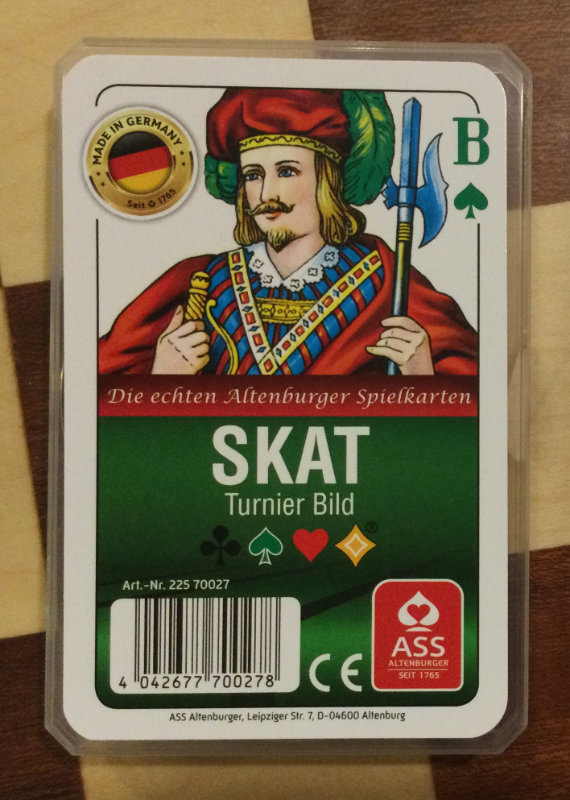 MADE IN GERMANY
Seit 1765
B
Die echten Altenburger Spielkarten
SKAT
Turnier Bild
®
Art.-Nr. 225 70027
4 042677 700278
CE
ASS
ALTENBURGER
SEIT 1765
ASS Altenburger, Leipziger Str. 7, D-04600 Altenburg